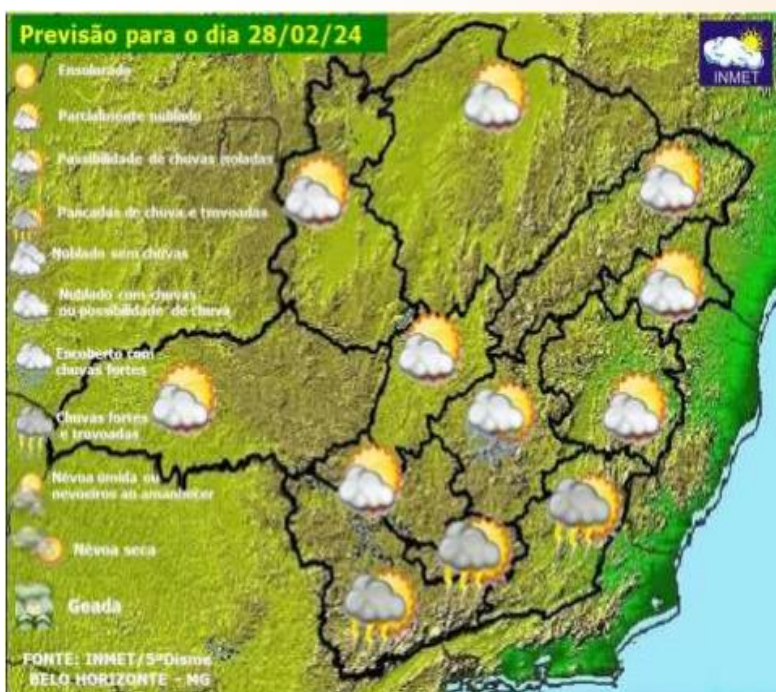 Previsão para o dia 28/02/24
INMET
Ensolarado
Parcialmente nublado
Possibilidade de chuvas isoladas
Pancadas de chuva e trovoadas
Nublado sem chuvas
Nublado com chuvas
ou possibilidade de chuva
Encoberto com
chuvas fortes
Chuvas fortes
e trovoadas
Névoa úmida ou
nevoeiros ao amanhecer
Névoa seca
Geada
FONTE: INMET/5ºDisme
BELO HORIZONTE - MG